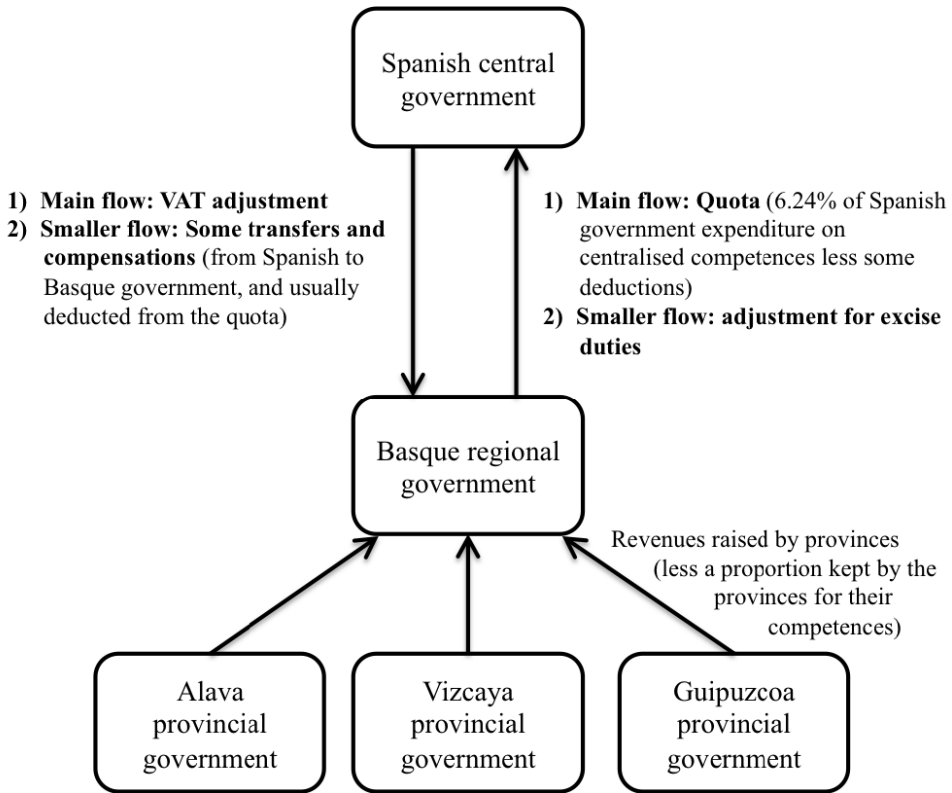 Spanish central
government
1) Main flow: VAT adjustment
2) Smaller flow: Some transfers and
compensations (from Spanish to
Basque government, and usually
deducted from the quota)
1) Main flow: Quota (6.24% of Spanish
government expenditure on
centralised competences less some
deductions)
2) Smaller flow: adjustment for excise
duties
Basque regional
government
Revenues raised by provinces
(less a proportion kept by the
provinces for their
competences)
Alava
provincial
government
Vizcaya
provincial
government
Guipuzcoa
provincial
government